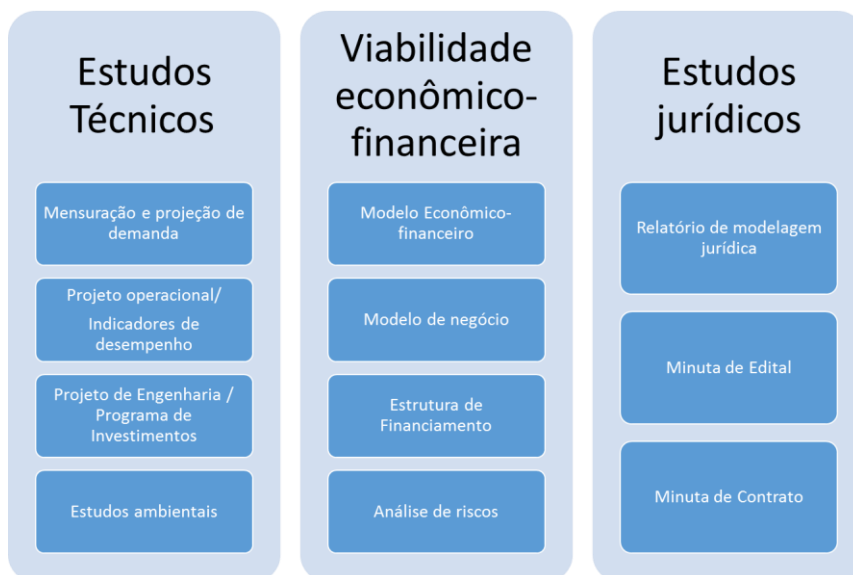 Estudos
Técnicos
Mensuração e projeção de
demanda
Projeto operacional/
Indicadores de
desempenho
Projeto de Engenharia /
Programa de
Investimentos
Estudos ambientais
Viabilidade
econômico-
financeira
Modelo Econômico-
financeiro
Modelo de negócio
Estrutura de
Financiamento
Análise de riscos
Estudos
jurídicos
Relatório de modelagem
jurídica
Minuta de Edital
Minuta de Contrato